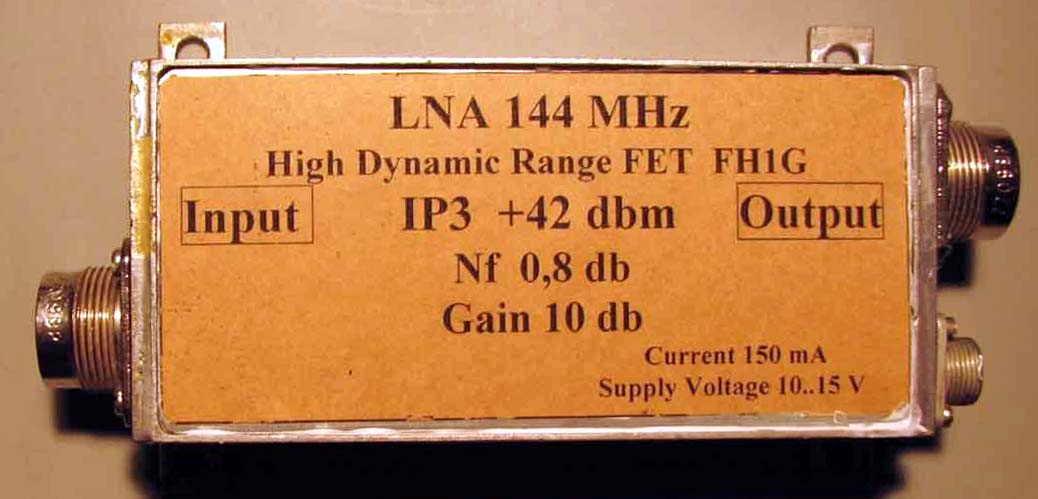 LNA 144 MHz
High Dynamic Range FET FH1G
Input IP3 +42 dbm Output
Nf 0,8 db
Gain 10 db
Current 150 mA
Supply Voltage 10..15 V